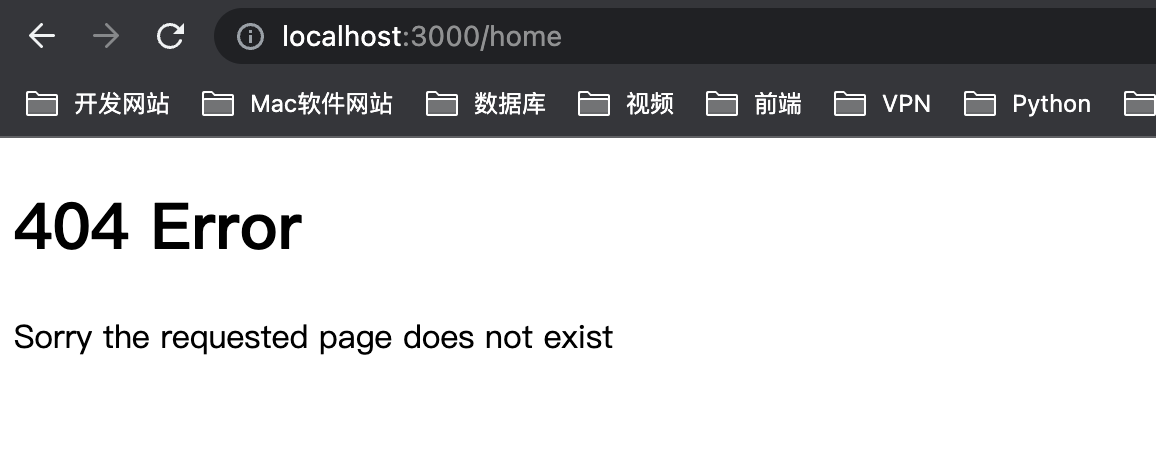 localhost:3000/home
开发网站 Mac软件网站 数据库 视频 前端 VPN Python
404 Error
Sorry the requested page does not exist